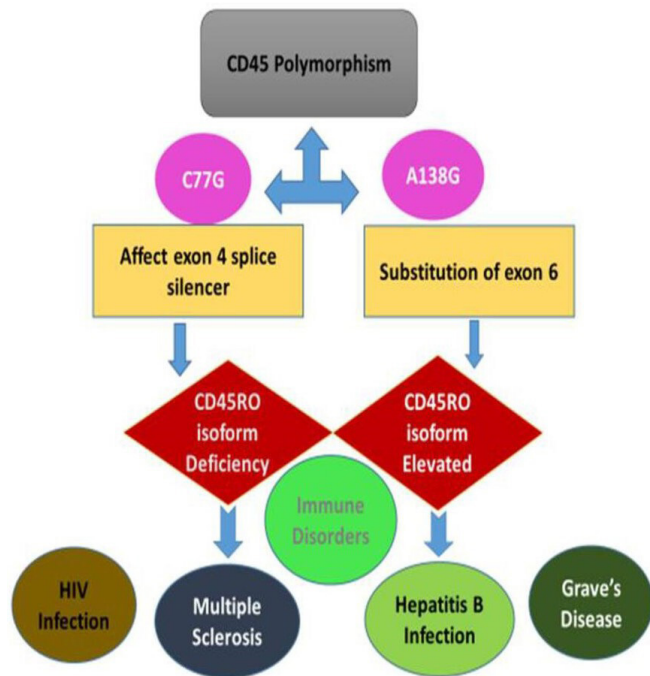 CD45 Polymorphism
C77G
A138G
Affect exon 4 splice
silencer
Substitution of exon 6
CD45RO
isoform
Deficiency
CD45RO
isoform
Elevated
Immune
Disorders
HIV
Infection
Multiple
Sclerosis
Hepatitis B
Infection
Grave’s
Disease